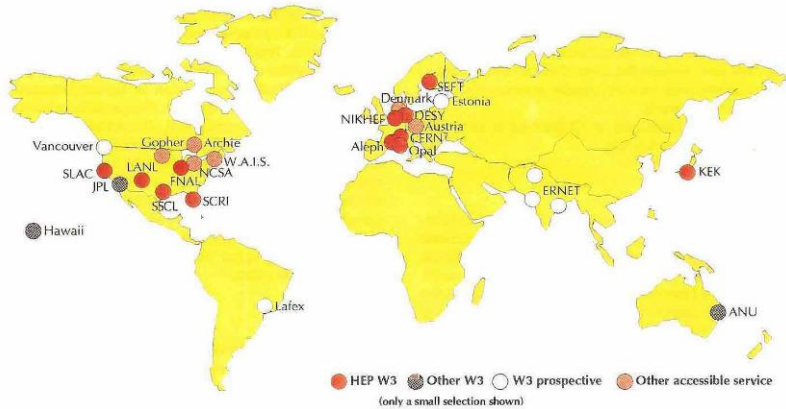 SEFT
Denmark
Estonia
NIKHEF
DESY
Austria
CERN
Aleph
Opal
Vancouver
Gopher
Archie
W.A.I.S.
SLAC
LANL
NCSA
JPL
FNAL
SSCL
SCRI
KEK
ERNET
Hawaii
Lafex
ANU
HEP W3
Other W3
W3 prospective
Other accessible service
(only a small selection shown)